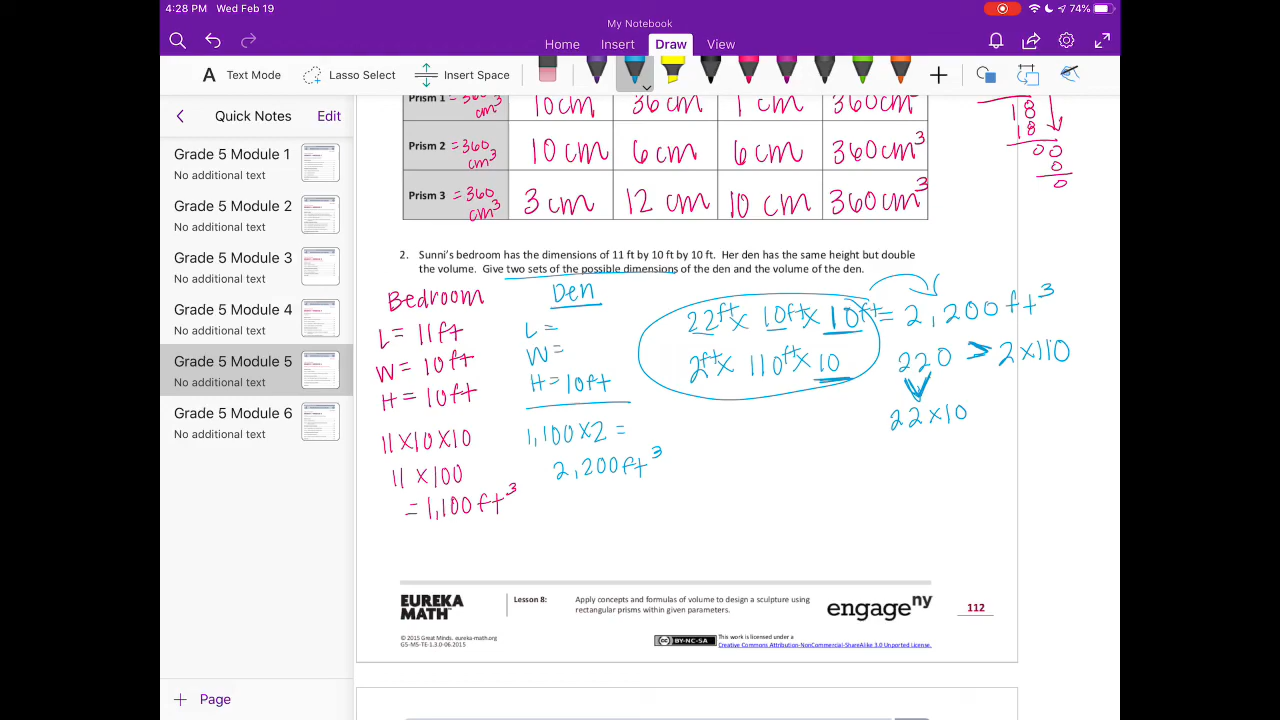 4:28 PM Wed Feb 19
74%
My Notebook
Home Insert Draw View
A Text Mode Lasso Select Insert Space
Quick Notes Edit
Grade 5 Module 1
No additional text
Grade 5 Module 2
No additional text
Grade 5 Module 3
No additional text
Grade 5 Module 4
No additional text
Grade 5 Module 5
No additional text
Grade 5 Module 6
No additional text
+ Page
Prism 1 = 360 cm³ 10 cm 36 cm 1 cm 360 cm³
Prism 2 = 360 cm³ 10 cm 6 cm 6 cm 360 cm³
Prism 3 = 360 cm³ 3 cm 12 cm 10 cm 360 cm³
18
18
00
0
0
2. Sunni's bedroom has the dimensions of 11 ft by 10 ft by 10 ft. Her den has the same height but double
the volume. Give two sets of the possible dimensions of the den and the volume of the den.
Bedroom
L = 11 ft
W = 10 ft
H = 10 ft
11 x 10 x 10
11 x 100
= 1,100 ft³
Den
L =
W =
H = 10 ft
1,100 x 2 =
2,200 ft³
22 ft x 10 ft x 10 ft = 2,200 ft³
2 ft x 110 ft x 10
220 > 2 x 110
22 x 10
EUREKA
MATH™
Lesson 8: Apply concepts and formulas of volume to design a sculpture using
rectangular prisms within given parameters.
engageny
112
© 2015 Great Minds. eureka-math.org
G5-M5-TE-1.3.0-06.2015
CC BY-NC-SA
This work is licensed under a
Creative Commons Attribution-NonCommercial-ShareAlike 3.0 Unported License.